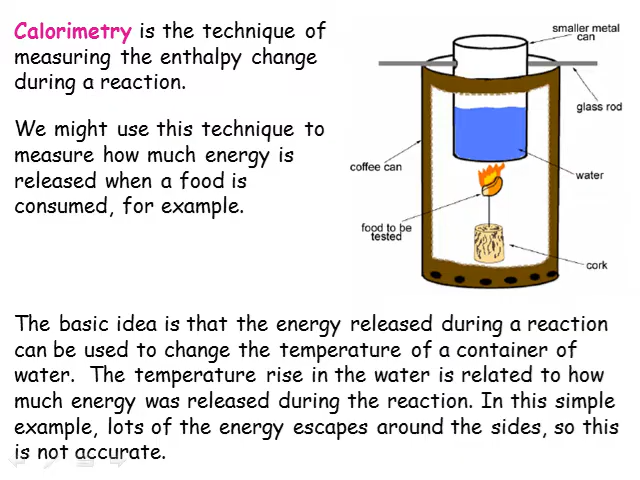 Calorimetry is the technique of
measuring the enthalpy change
during a reaction.
We might use this technique to
measure how much energy is
released when a food is
consumed, for example.
smaller metal
can
glass rod
coffee can
water
food to be
tested
cork
The basic idea is that the energy released during a reaction
can be used to change the temperature of a container of
water.  The temperature rise in the water is related to how
much energy was released during the reaction. In this simple
example, lots of the energy escapes around the sides, so this
is not accurate.